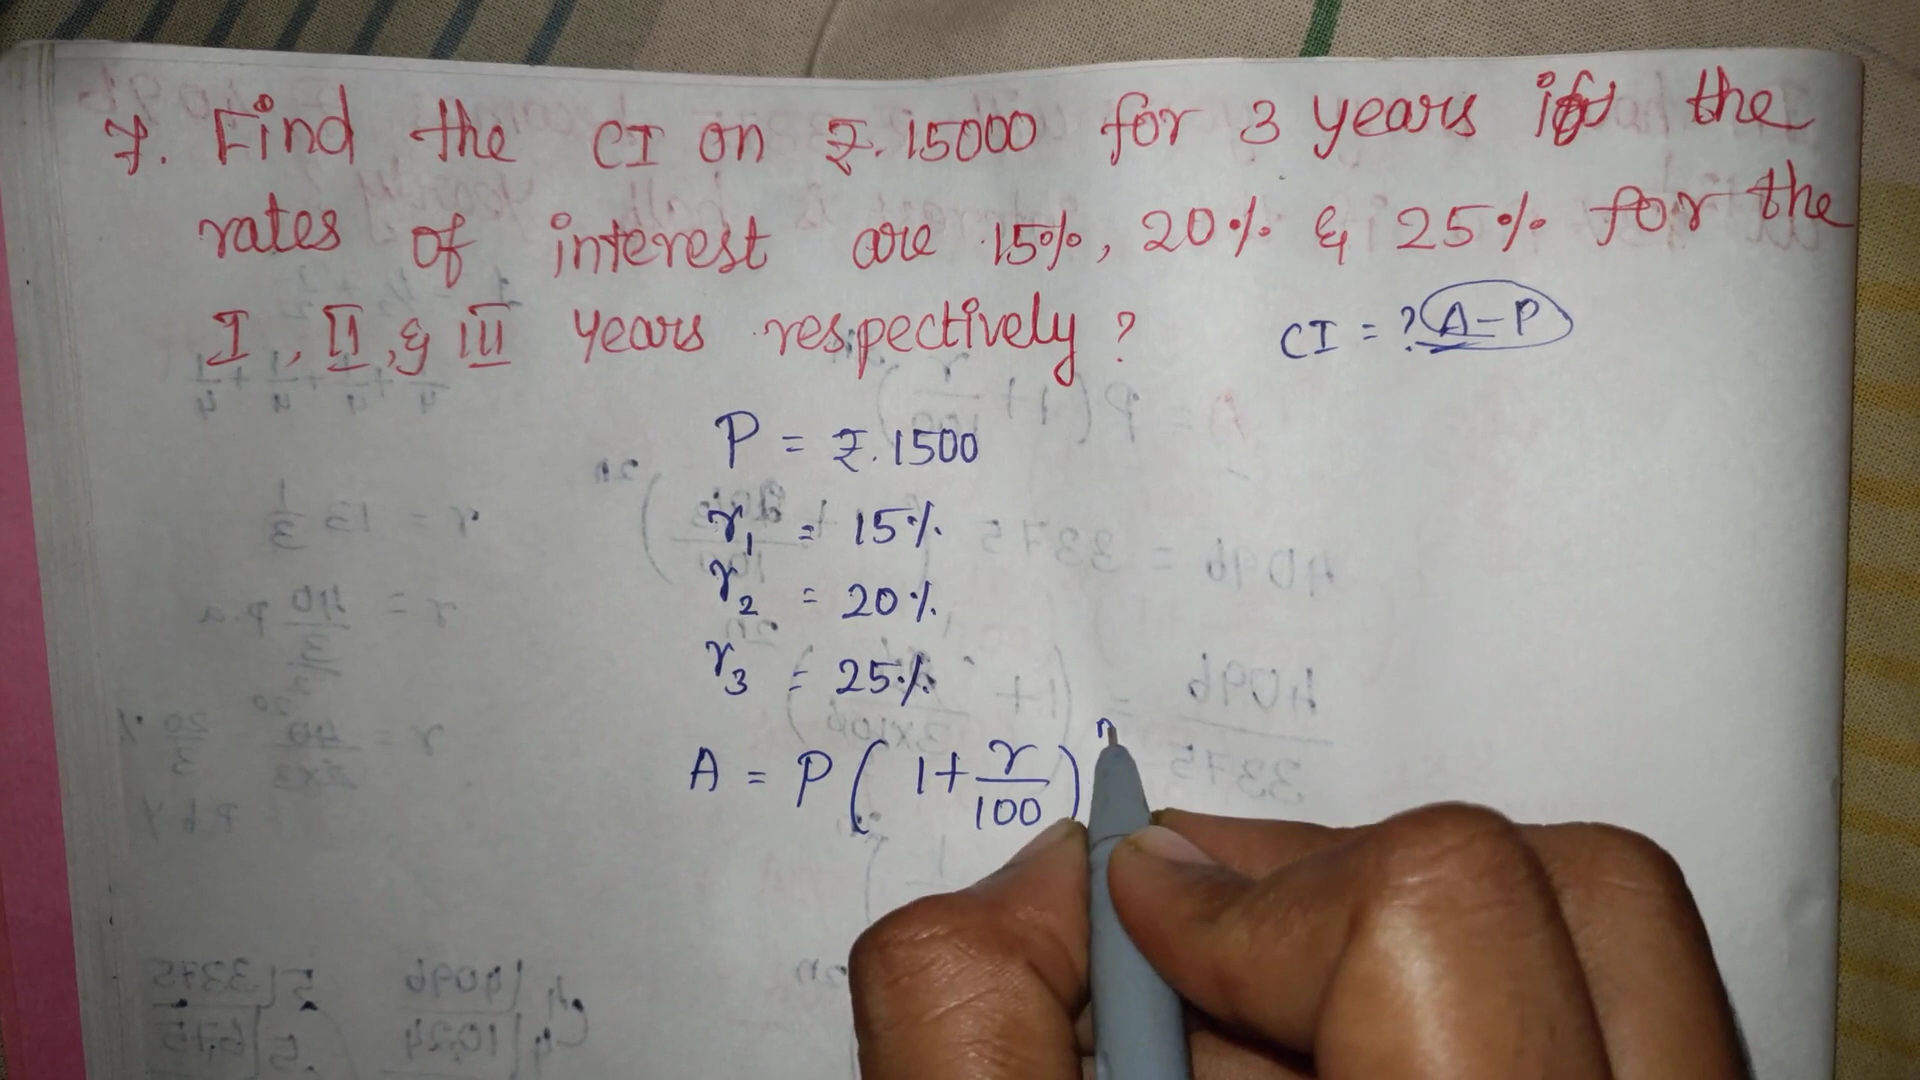 7. Find the CI on ₹. 15000 for 3 years if the
rates of interest are 15%, 20% & 25% for the
I, II, & III years respectively?
CI = ? A-P
P = ₹. 1500
r₁ = 15%
r₂ = 20%
r₃ = 25%
A = P(1+r/100)ⁿ